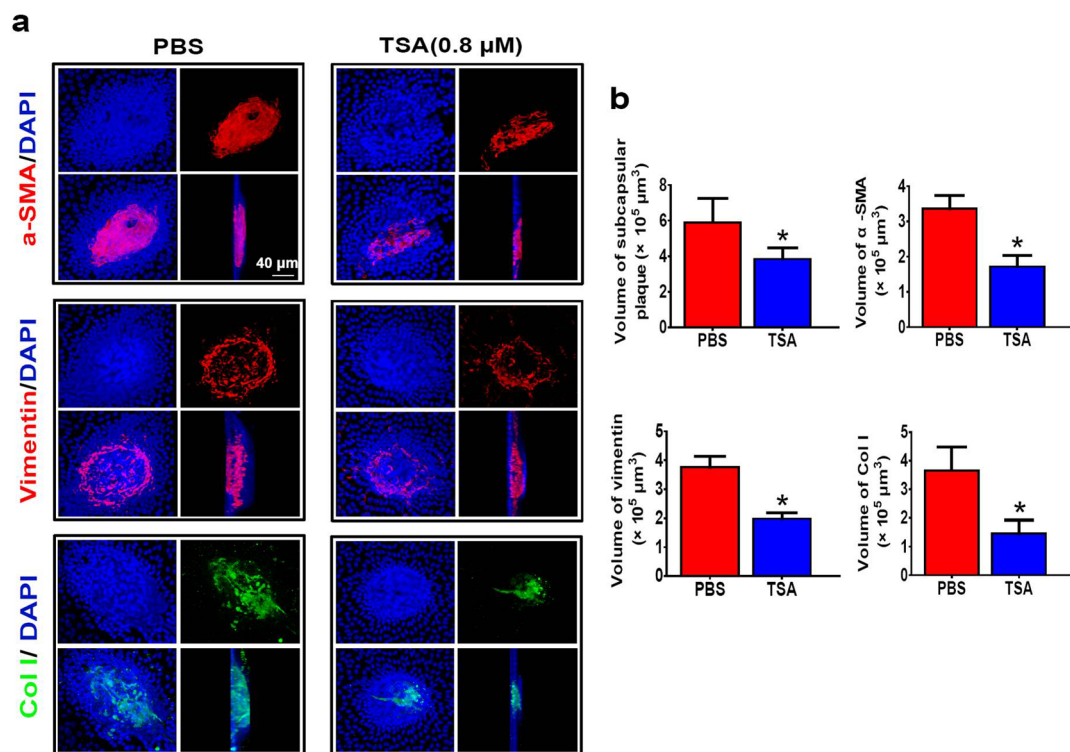 a
PBS
TSA(0.8 μM)
a-SMA/DAPI
40 μm
Vimentin/DAPI
Col I/ DAPI
b
Volume of subcapsular
plaque (× 10⁵ μm³)
8
6
4
2
0
PBS
TSA
*
Volume of α -SMA
(× 10⁵ μm³)
4
3
2
1
0
PBS
TSA
*
Volume of vimentin
(× 10⁵ μm³)
5
4
3
2
1
0
PBS
TSA
*
Volume of Col I
(× 10⁵ μm³)
5
4
3
2
1
0
PBS
TSA
*